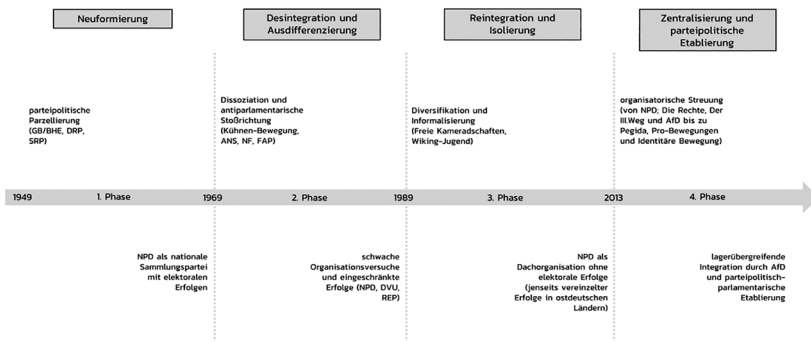 Neuformierung
Desintegration und
Ausdifferenzierung
Reintegration und
Isolierung
Zentralisierung und
parteipolitische
Etablierung
parteipolitische
Parzellierung
(GB/BHE, DRP,
SRP)
Dissoziation und
antiparlamentarische
Stoßrichtung
(Kühnen-Bewegung,
ANS, NF, FAP)
Diversifikation und
Informalisierung
(Freie Kameradschaften,
Wiking-Jugend)
organisatorische Streuung
(von NPD; Die Rechte, Der
III.Weg und AfD bis zu
Pegida, Pro-Bewegungen
und Identitäre Bewegung)
1949 1. Phase 1969 2. Phase 1989 3. Phase 2013 4. Phase
NPD als nationale
Sammlungspartei
mit elektoralen
Erfolgen
schwache
Organisationsversuche
und eingeschränkte
Erfolge (NPD, DVU,
REP)
NPD als
Dachorganisation ohne
elektorale Erfolge
(jenseits vereinzelter
Erfolge in ostdeutschen
Ländern)
lagerübergreifende
Integration durch AfD
und parteipolitisch-
parlamentarische
Etablierung